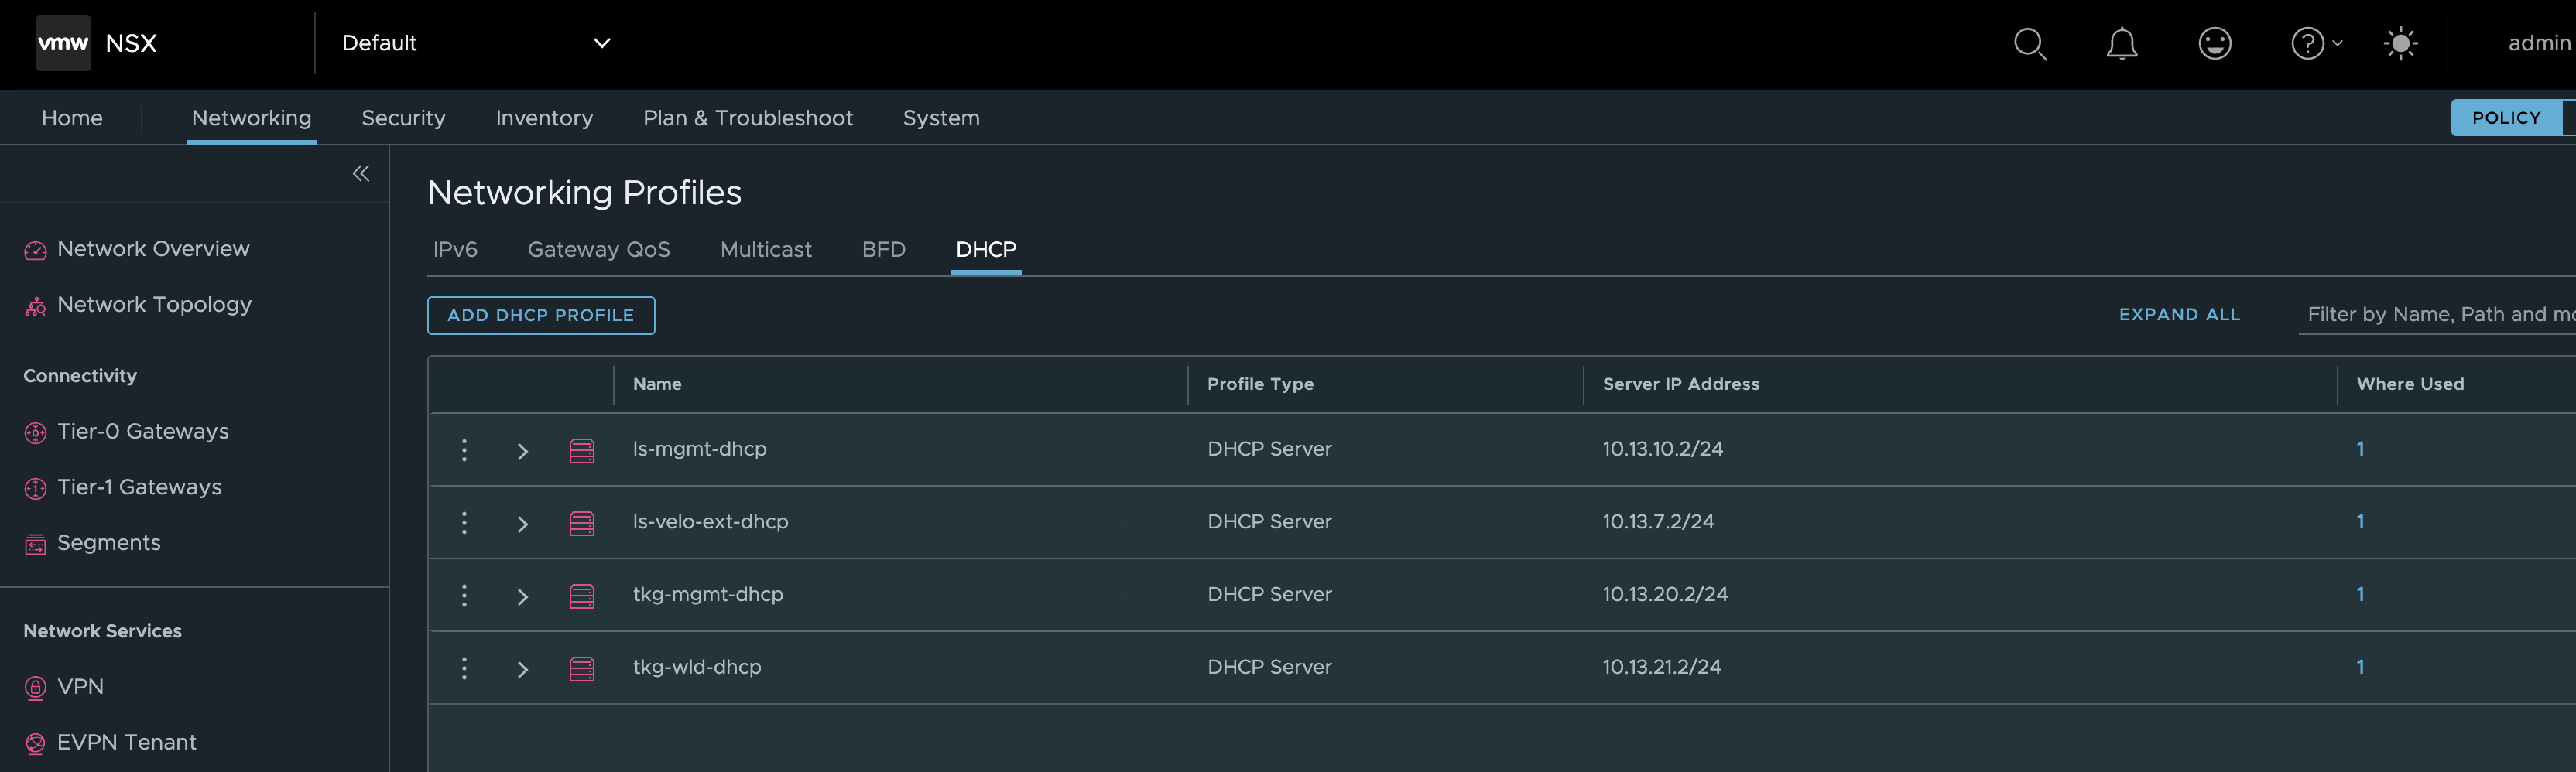 vmw NSX Default admin
Home Networking Security Inventory Plan & Troubleshoot System POLICY
Networking Profiles
Network Overview
IPv6 Gateway QoS Multicast BFD DHCP
Network Topology
ADD DHCP PROFILE EXPAND ALL Filter by Name, Path and mo
Connectivity
Name Profile Type Server IP Address Where Used
Tier-0 Gateways
ls-mgmt-dhcp DHCP Server 10.13.10.2/24 1
Tier-1 Gateways
ls-velo-ext-dhcp DHCP Server 10.13.7.2/24 1
Segments
tkg-mgmt-dhcp DHCP Server 10.13.20.2/24 1
Network Services
tkg-wld-dhcp DHCP Server 10.13.21.2/24 1
VPN
EVPN Tenant